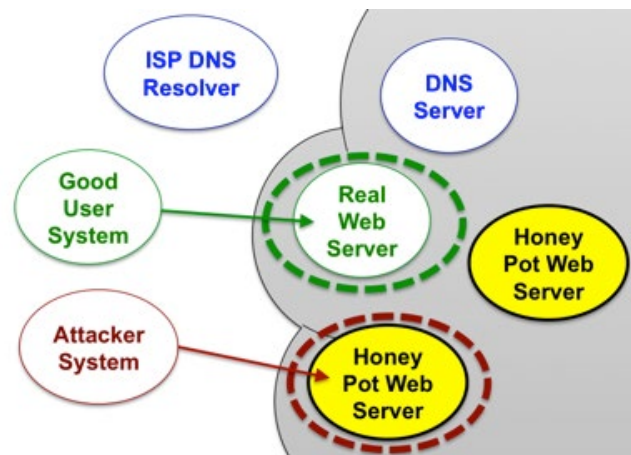 ISP DNS
Resolver
DNS
Server
Good
User
System
Real
Web
Server
Honey
Pot Web
Server
Attacker
System
Honey
Pot Web
Server